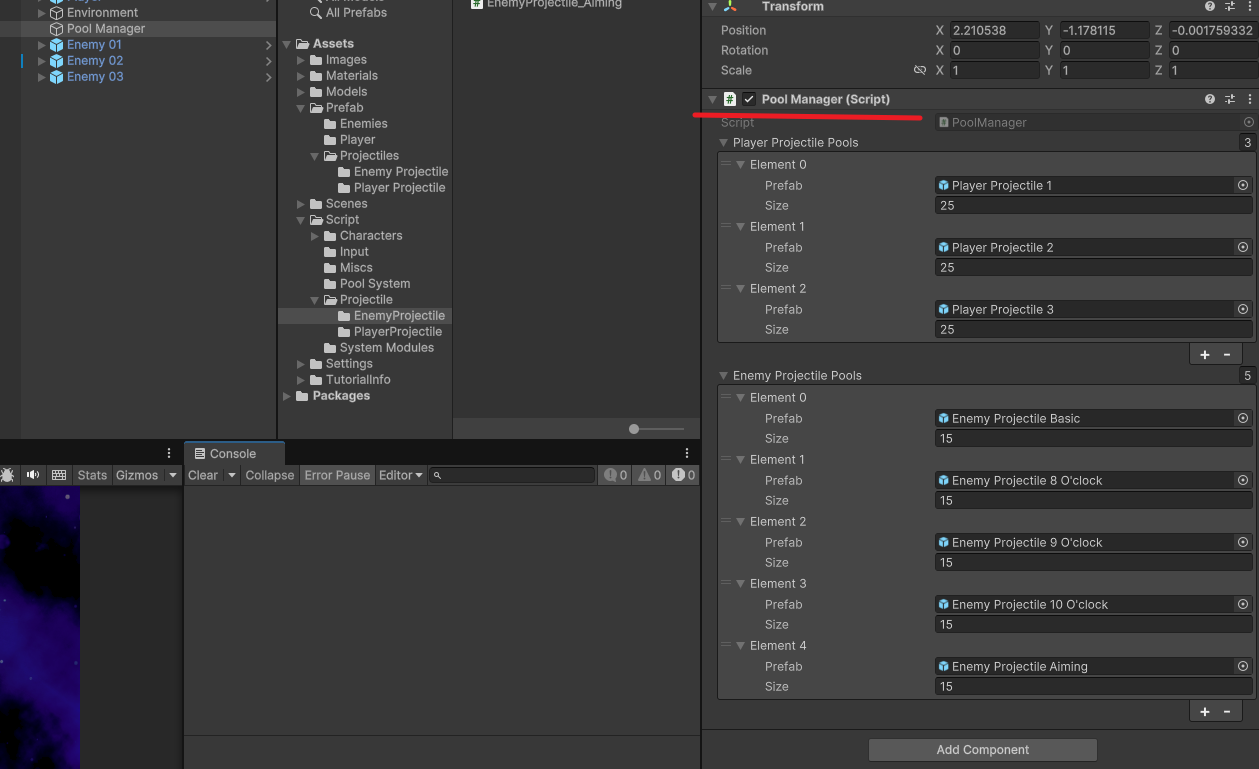 Environment
Pool Manager
Enemy 01
Enemy 02
Enemy 03
All Prefabs
Assets
Images
Materials
Models
Prefab
Enemies
Player
Projectiles
Enemy Projectile
Player Projectile
Scenes
Script
Characters
Input
Miscs
Pool System
Projectile
EnemyProjectile
PlayerProjectile
System Modules
Settings
TutorialInfo
Packages
EnemyProjectile_Aiming
Transform
Position X 2.210538 Y -1.178115 Z -0.001759332
Rotation X 0 Y 0 Z 0
Scale X 1 Y 1 Z 1
# Pool Manager (Script)
Script PoolManager
Player Projectile Pools 3
Element 0
Prefab Player Projectile 1
Size 25
Element 1
Prefab Player Projectile 2
Size 25
Element 2
Prefab Player Projectile 3
Size 25
+ -
Enemy Projectile Pools 5
Element 0
Prefab Enemy Projectile Basic
Size 15
Element 1
Prefab Enemy Projectile 8 O'clock
Size 15
Element 2
Prefab Enemy Projectile 9 O'clock
Size 15
Element 3
Prefab Enemy Projectile 10 O'clock
Size 15
Element 4
Prefab Enemy Projectile Aiming
Size 15
+ -
Add Component
Console
Stats Gizmos Clear Collapse Error Pause Editor 0 0 0